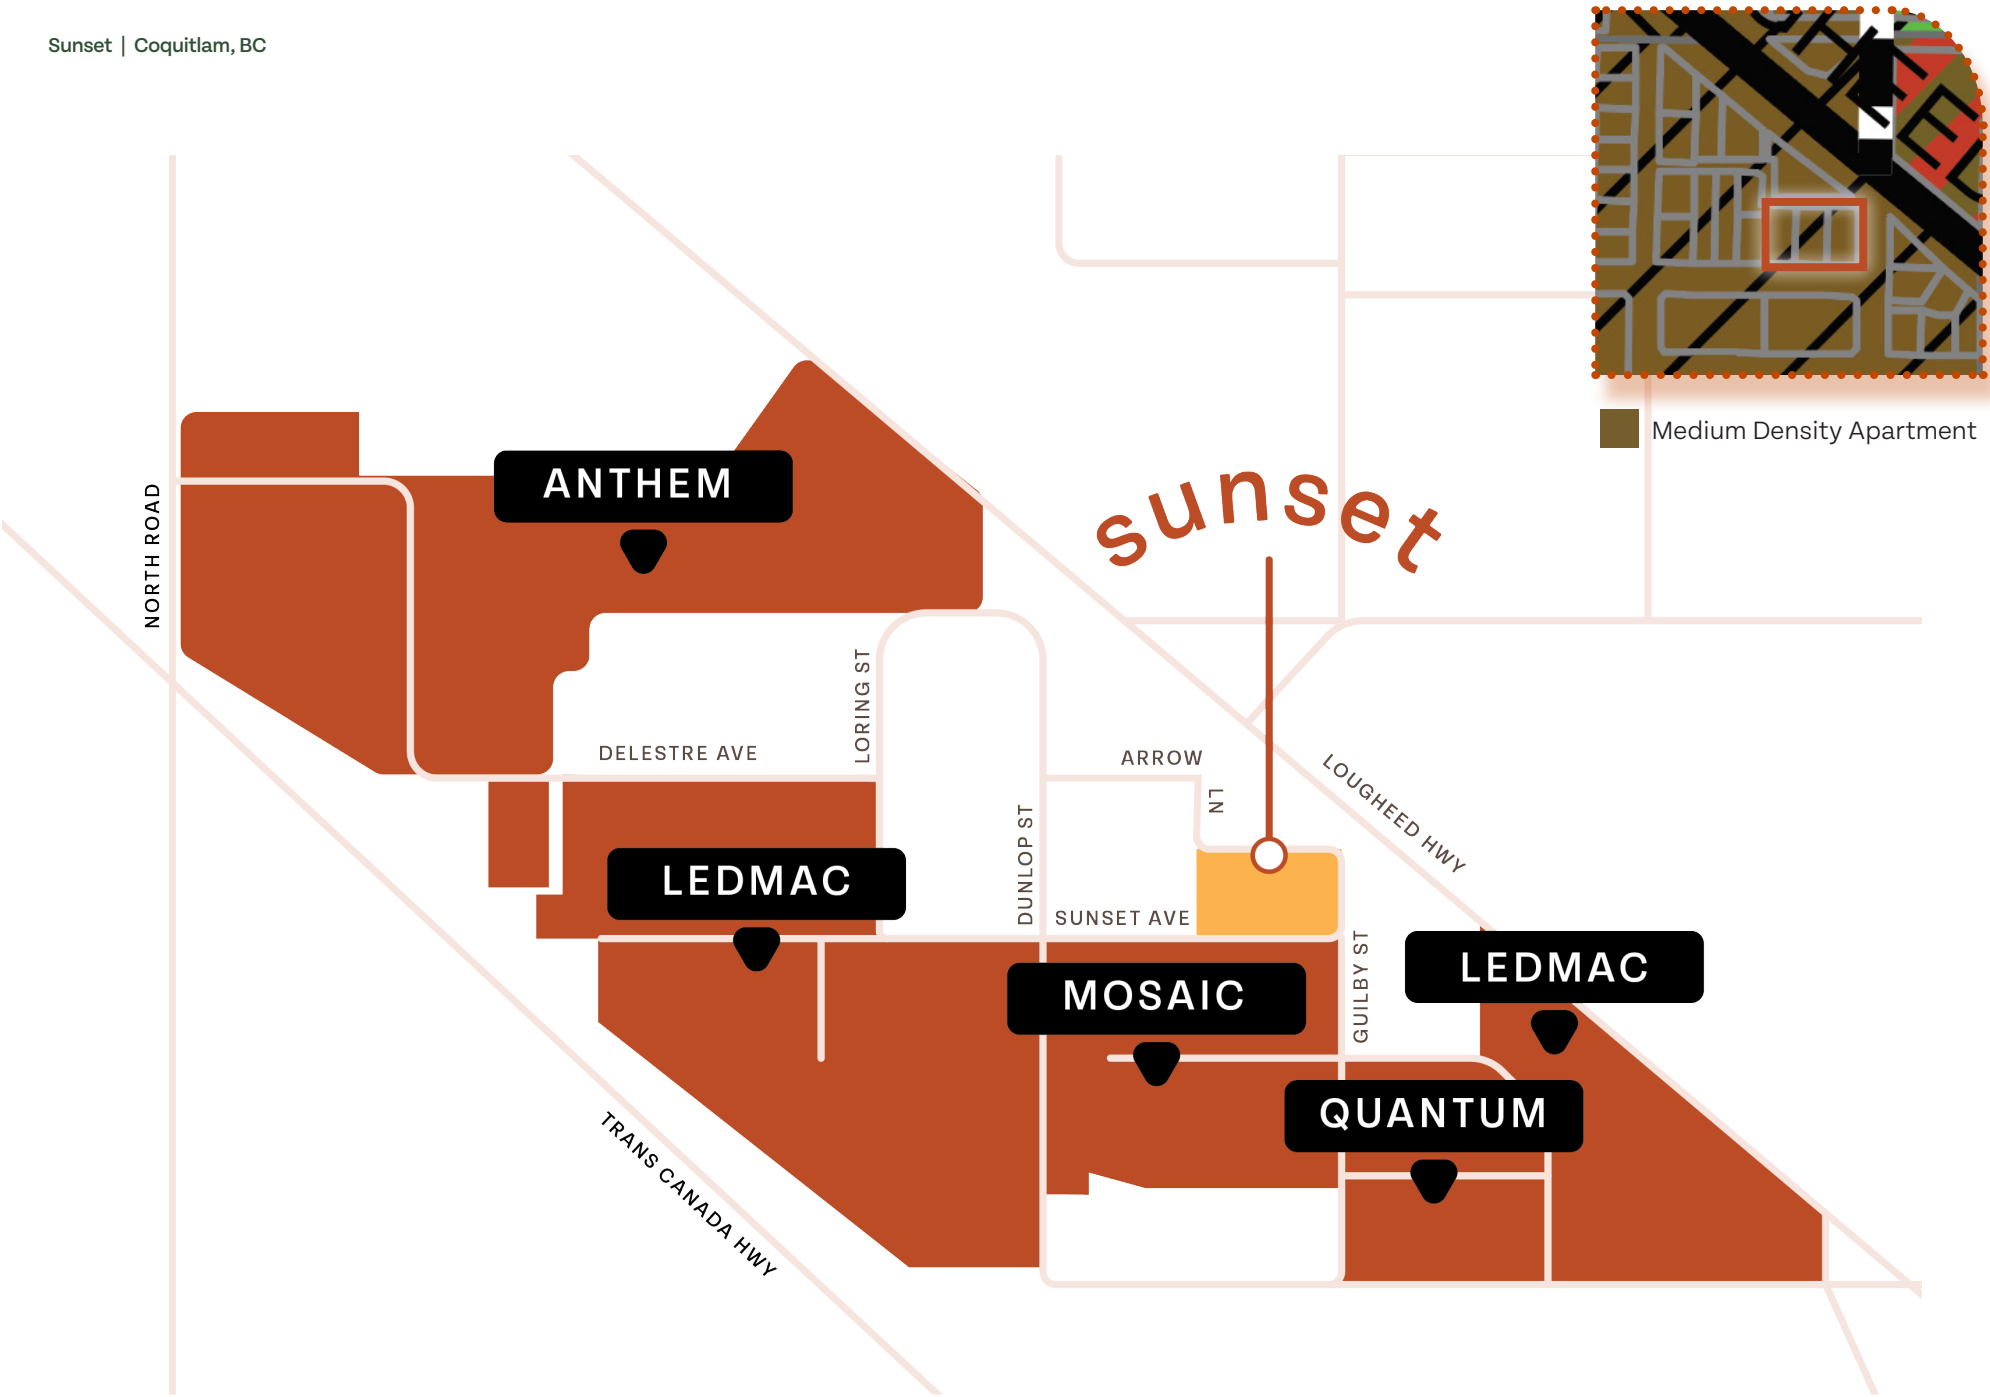 Sunset | Coquitlam, BC
Medium Density Apartment
ANTHEM
sunset
NORTH ROAD
LORING ST
DELESTRE AVE
ARROW
LN
LOUGHEED HWY
DUNLOP ST
LEDMAC
SUNSET AVE
GUILBY ST
LEDMAC
MOSAIC
QUANTUM
TRANS CANADA HWY